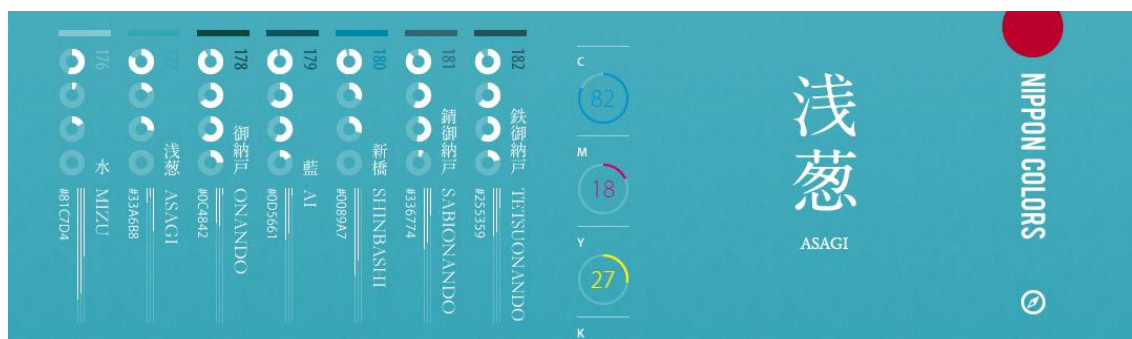 NIPPON COLORS
浅葱
ASAGI
C
82
M
18
Y
27
K
182
鉄御納戸
TETSUONANDO
#255359
181
錆御納戸
SABIONANDO
#336774
180
新橋
SHINBASHI
#0089A7
179
藍
AI
#0D5661
178
御納戸
ONANDO
#0C4842
177
浅葱
ASAGI
#33A6B8
176
水
MIZU
#81C7D4